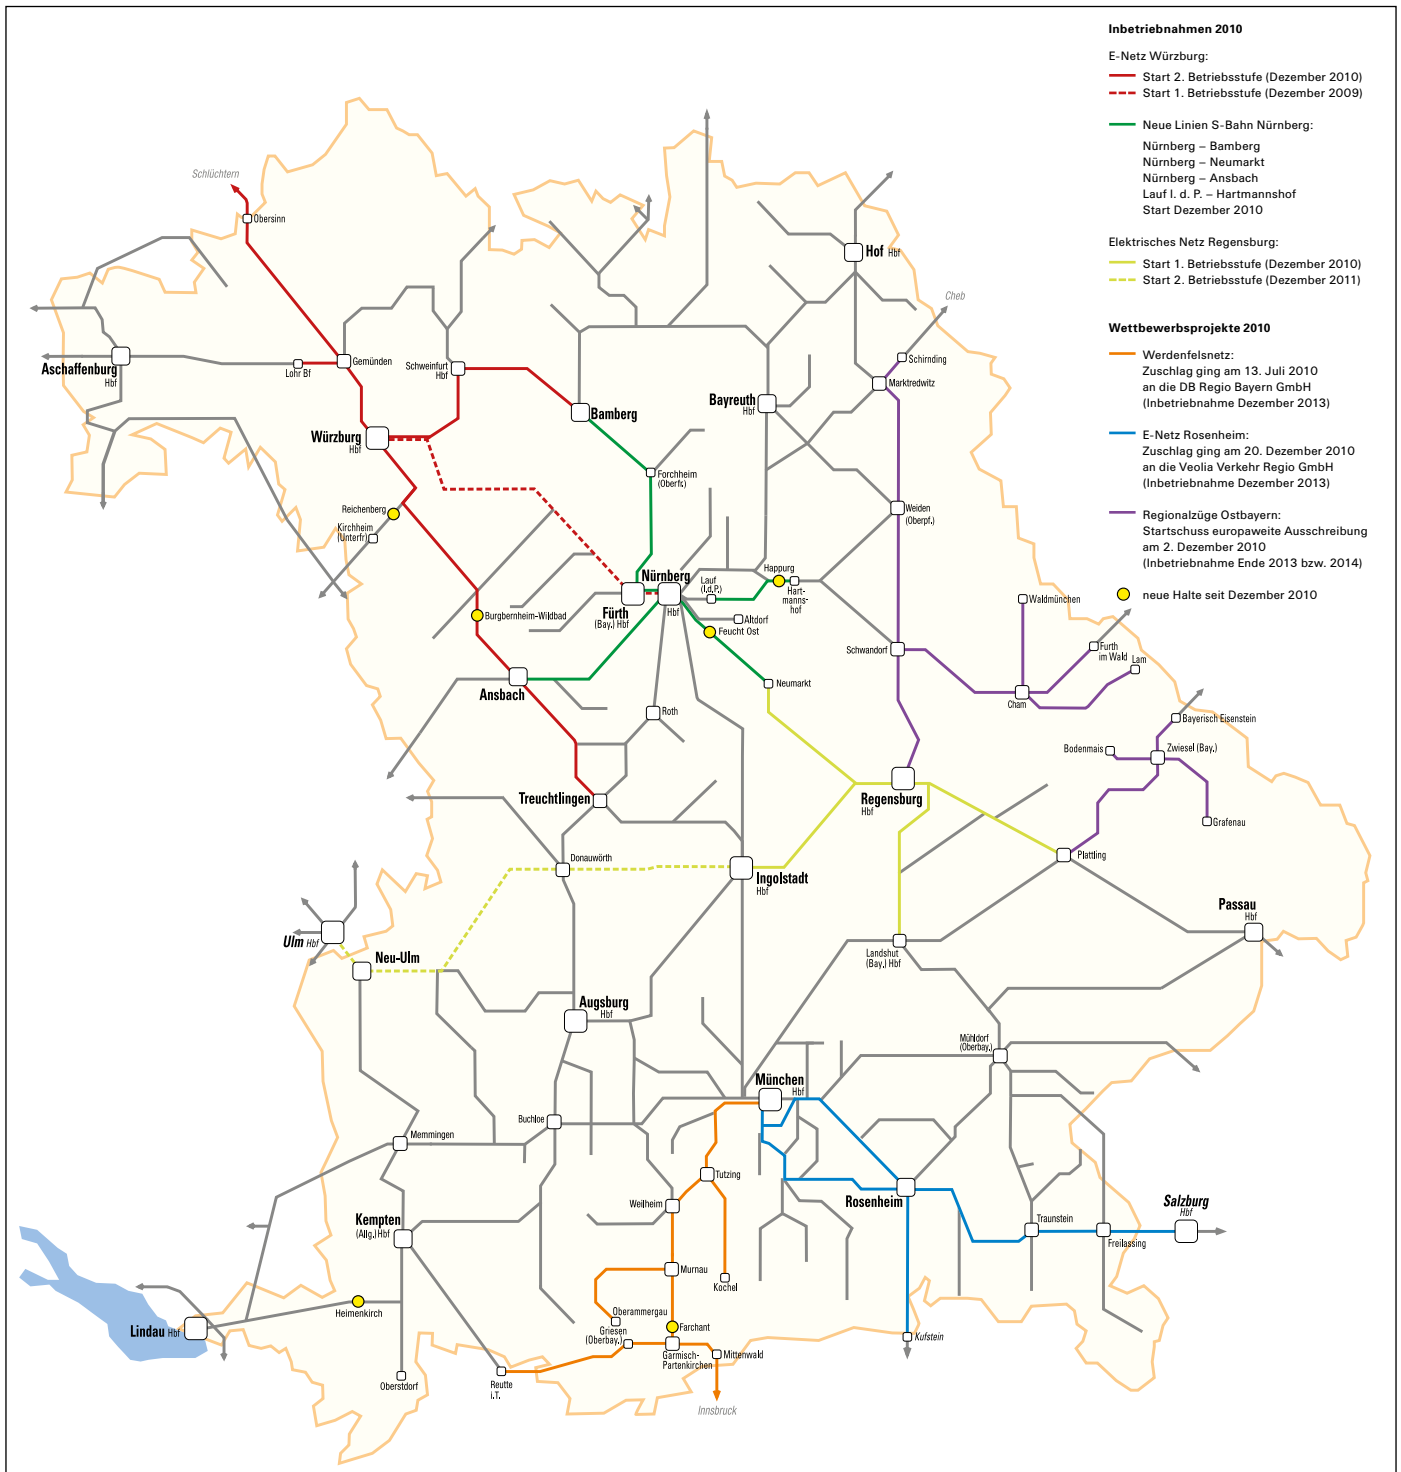 Inbetriebnahmen 2010
E-Netz Würzburg:
Start 2. Betriebsstufe (Dezember 2010)
Start 1. Betriebsstufe (Dezember 2009)
Neue Linien S-Bahn Nürnberg:
Nürnberg – Bamberg
Nürnberg – Neumarkt
Nürnberg – Ansbach
Lauf l. d. P. – Hartmannshof
Start Dezember 2010
Elektrisches Netz Regensburg:
Start 1. Betriebsstufe (Dezember 2010)
Start 2. Betriebsstufe (Dezember 2011)
Wettbewerbsprojekte 2010
Werdenfelsnetz:
Zuschlag ging am 13. Juli 2010
an die DB Regio Bayern GmbH
(Inbetriebnahme Dezember 2013)
E-Netz Rosenheim:
Zuschlag ging am 20. Dezember 2010
an die Veolia Verkehr Regio GmbH
(Inbetriebnahme Dezember 2013)
Regionalzüge Ostbayern:
Startschuss europaweite Ausschreibung
am 2. Dezember 2010
(Inbetriebnahme Ende 2013 bzw. 2014)
neue Halte seit Dezember 2010
Schlüchtern
Obersinn
Hof Hbf
Cheb
Schirnding
Marktredwitz
Aschaffenburg
Hbf
Lohr Bf
Gemünden
Schweinfurt
Hbf
Bamberg
Bayreuth
Hbf
Würzburg
Hbf
Forchheim
(Oberfr.)
Reichenberg
Kirchheim
(Unterfr)
Weiden
(Oberpf.)
Nürnberg
Hbf
Fürth
(Bay.) Hbf
Lauf
(l.d.P.)
Happurg
Hart-
manns-
hof
Altdorf
Feucht Ost
Burgbernheim-Wildbad
Waldmünchen
Schwandorf
Furth
im Wald
Lam
Cham
Ansbach
Neumarkt
Roth
Bayerisch Eisenstein
Bodenmais
Zwiesel (Bay.)
Grafenau
Treuchtlingen
Regensburg
Hbf
Plattling
Donauwörth
Ingolstadt
Hbf
Passau
Hbf
Ulm Hbf
Neu-Ulm
Landshut
(Bay.) Hbf
Augsburg
Hbf
Mühldorf
(Oberbay.)
München
Hbf
Buchloe
Memmingen
Tutzing
Weilheim
Rosenheim
Salzburg
Hbf
Traunstein
Freilassing
Kempten
(Allg.) Hbf
Murnau
Kochel
Heimenkirch
Oberammergau
Griesen
(Oberbay.)
Farchant
Lindau Hbf
Kufstein
Garmisch-
Partenkirchen
Mittenwald
Oberstdorf
Reutte
i.T.
Innsbruck